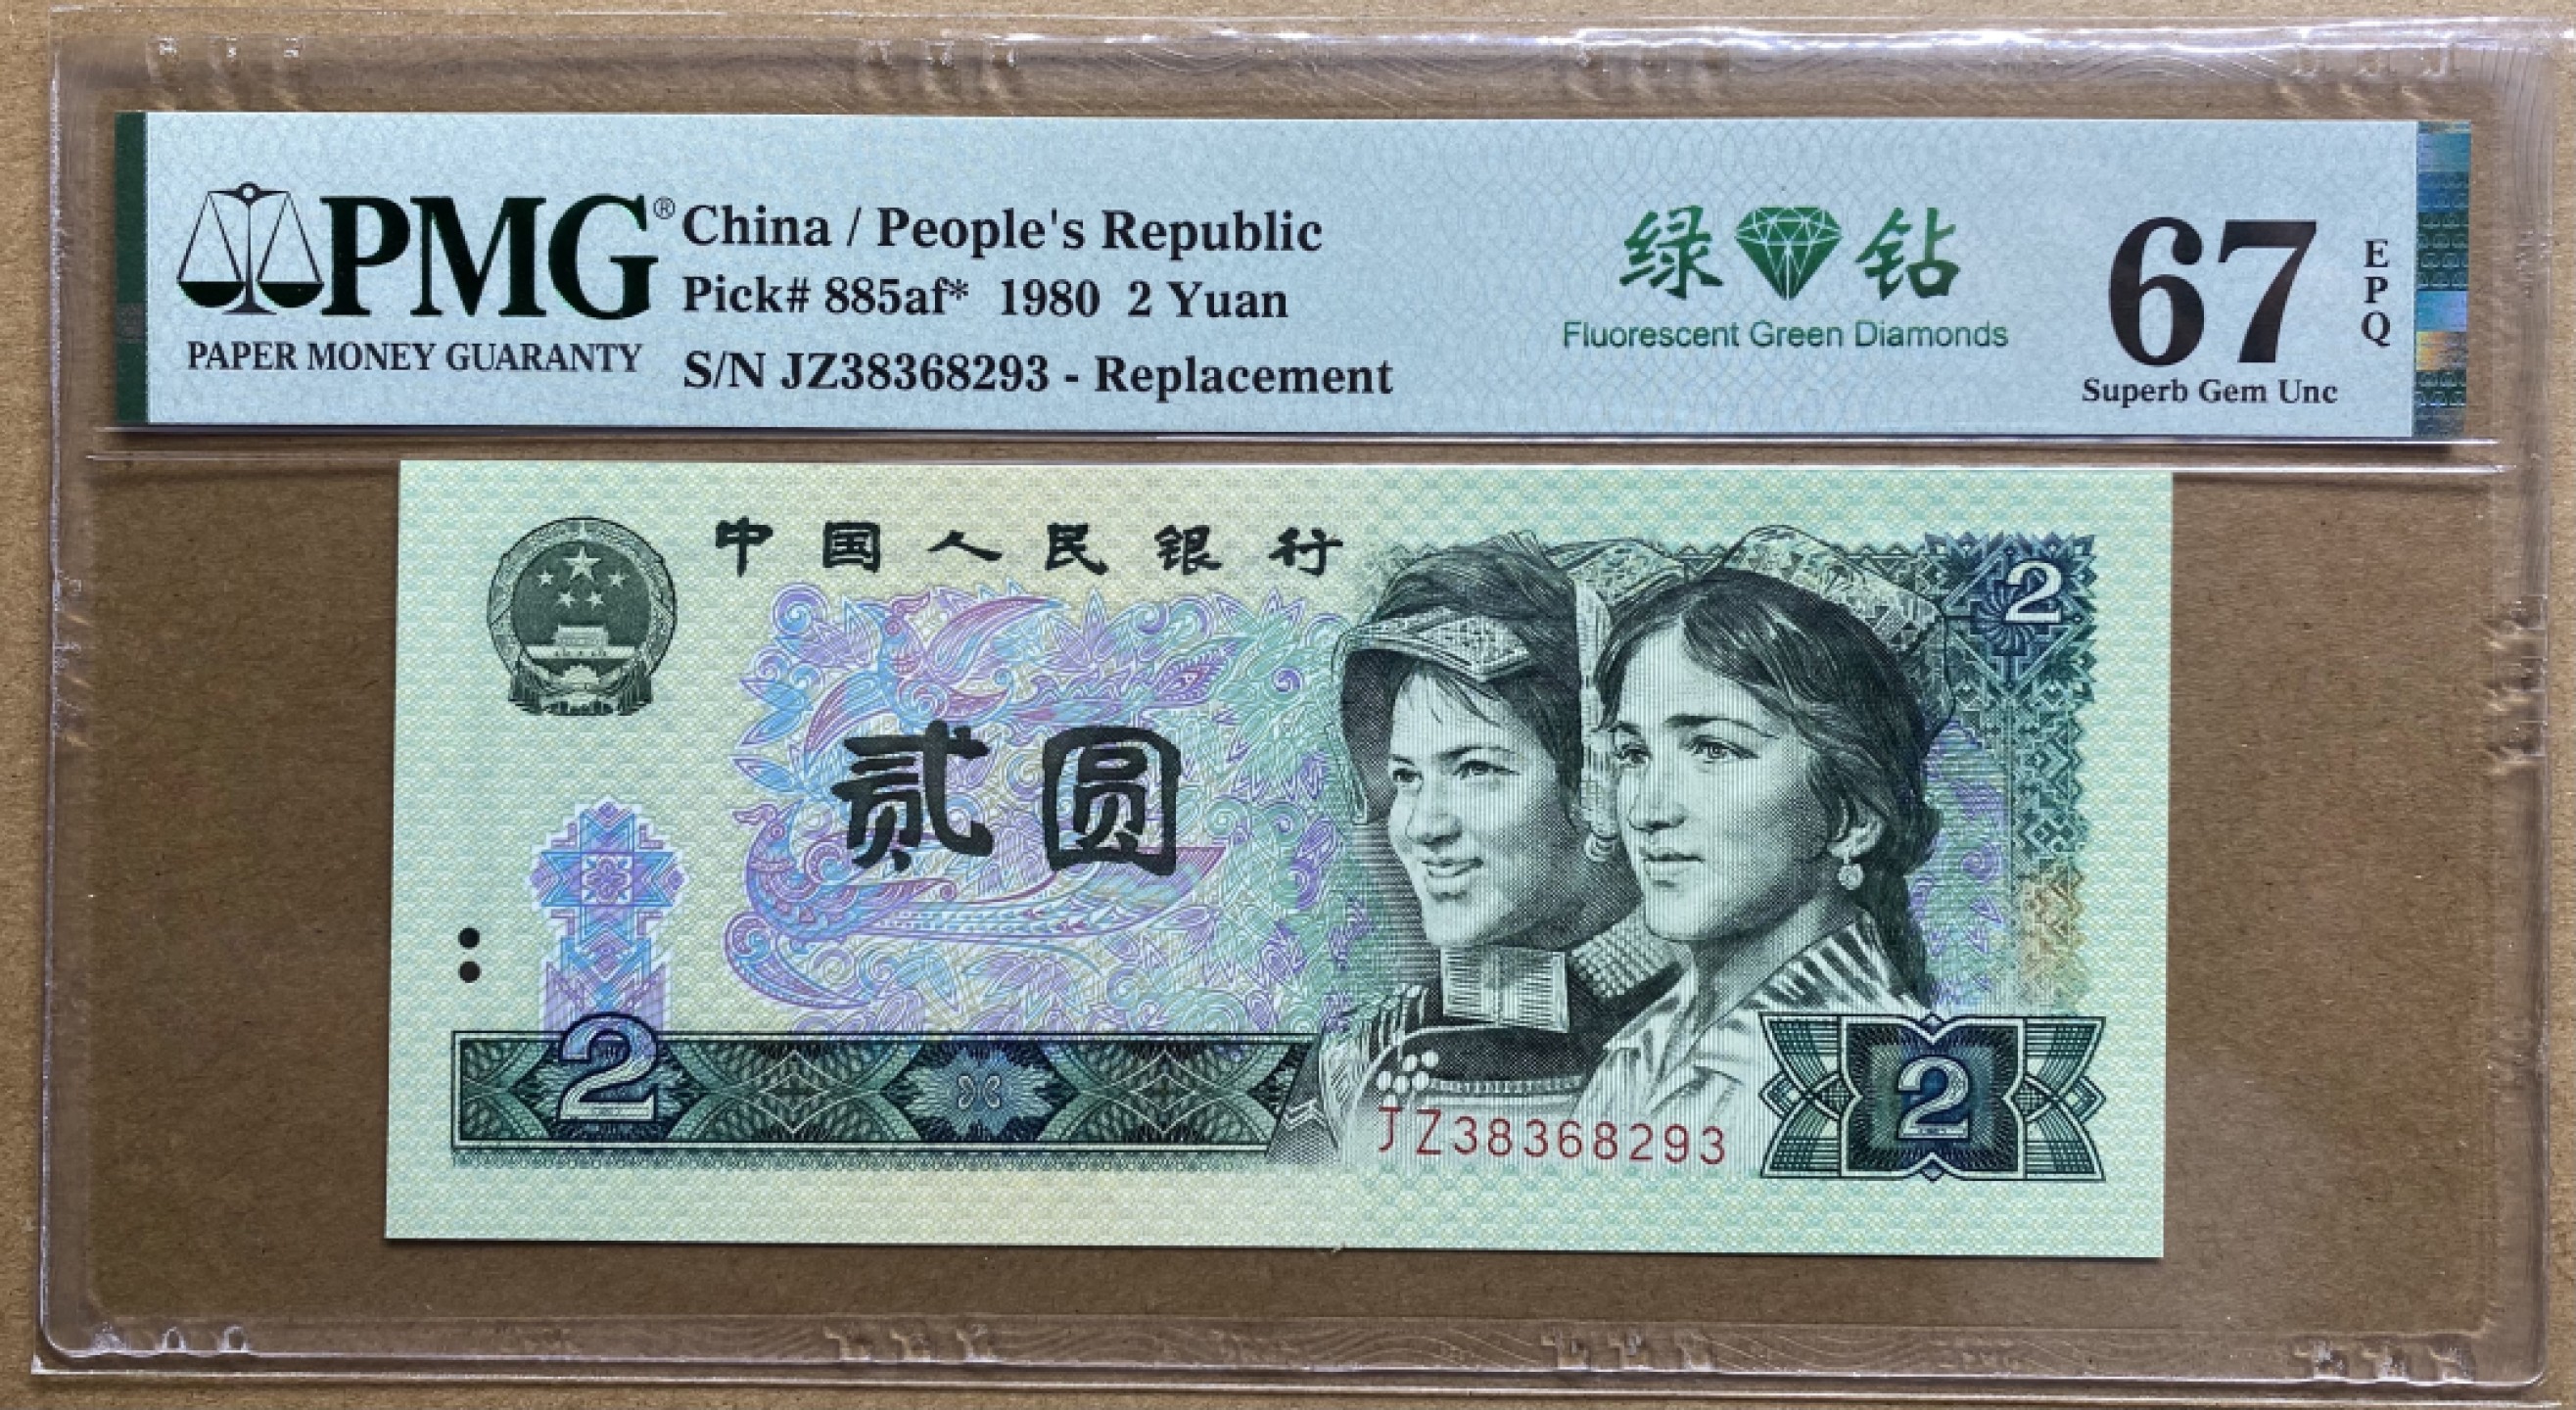 PMG®
PAPER MONEY GUARANTY
China / People's Republic
Pick# 885af* 1980 2 Yuan
S/N JZ38368293 - Replacement
绿钻
Fluorescent Green Diamonds
67
EPQ
Superb Gem Unc
中国人民银行
2
贰圆
2
2
JZ38368293